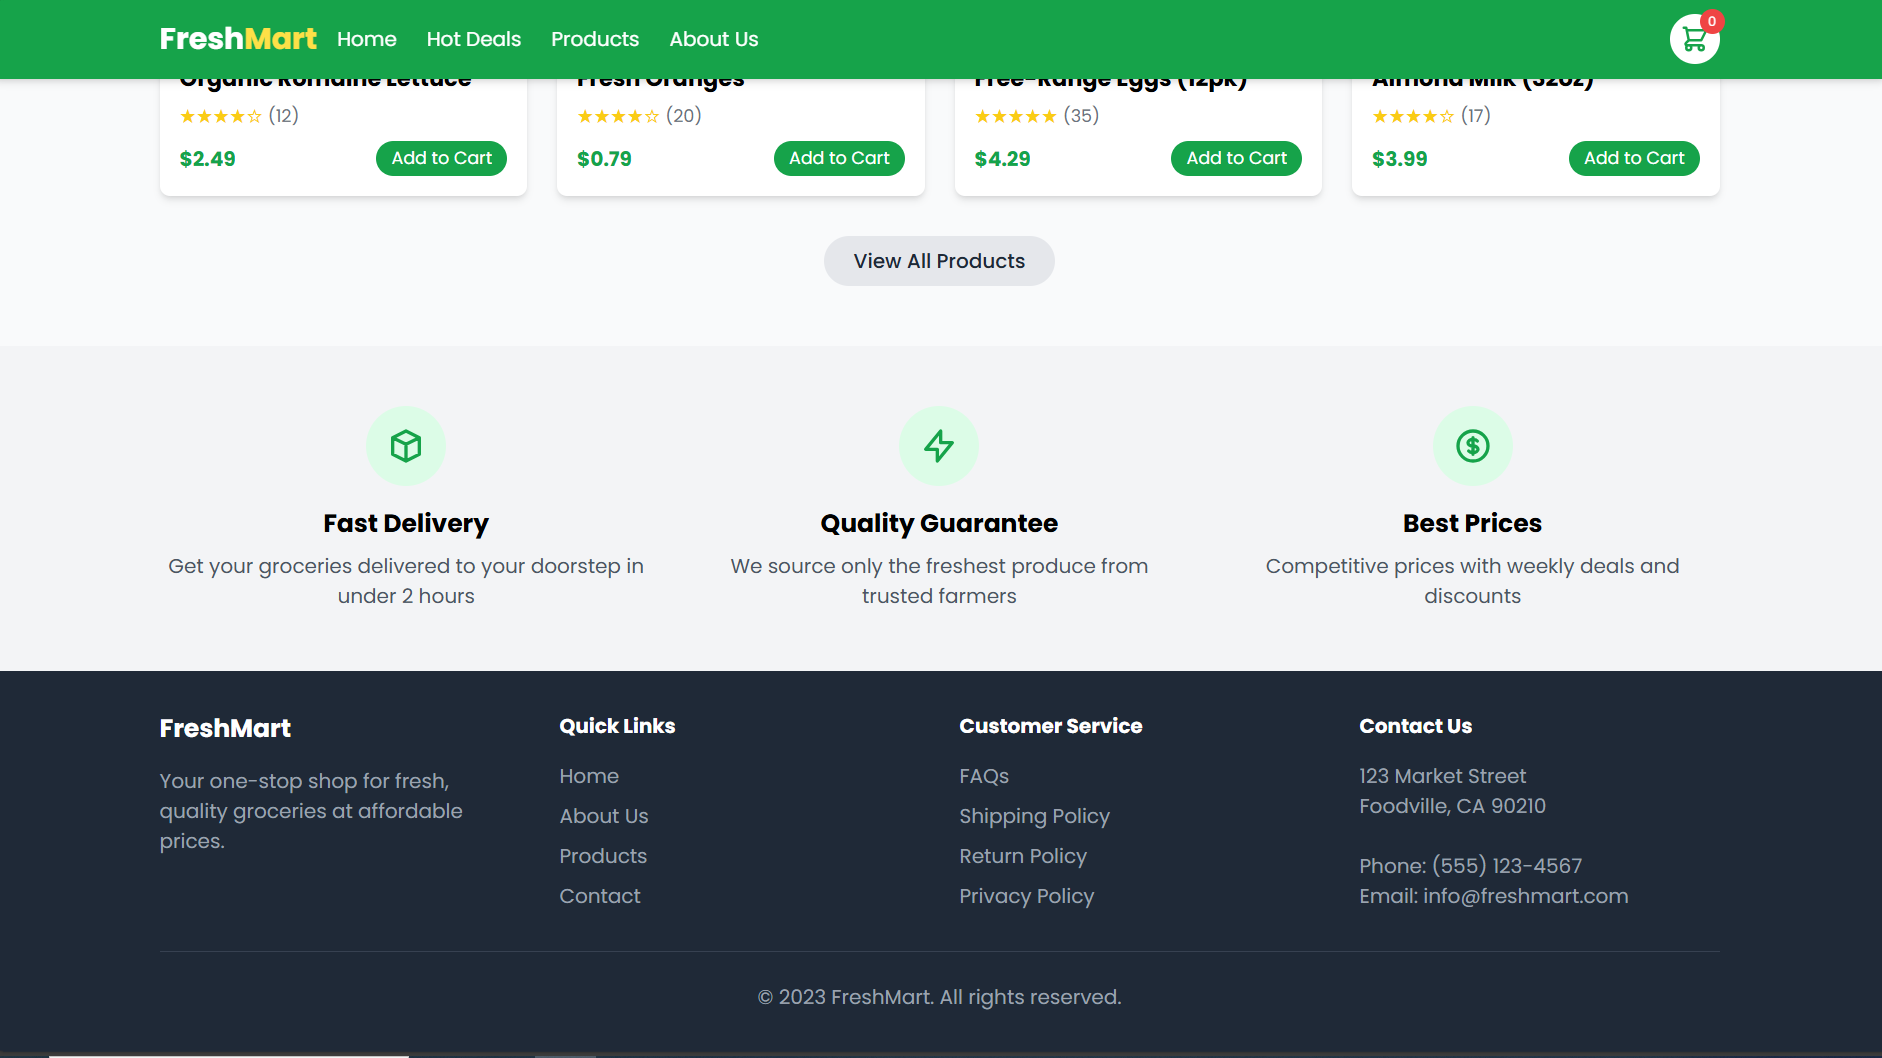 FreshMart Home Hot Deals Products About Us 0
Organic Romaine Lettuce Fresh Oranges Free-Range Eggs (12pk) Almond Milk (32oz)
★★★★☆ (12) ★★★★☆ (20) ★★★★★ (35) ★★★★☆ (17)
$2.49 Add to Cart $0.79 Add to Cart $4.29 Add to Cart $3.99 Add to Cart
View All Products
Fast Delivery
Get your groceries delivered to your doorstep in
under 2 hours
Quality Guarantee
We source only the freshest produce from
trusted farmers
Best Prices
Competitive prices with weekly deals and
discounts
FreshMart
Your one-stop shop for fresh,
quality groceries at affordable
prices.
Quick Links
Home
About Us
Products
Contact
Customer Service
FAQs
Shipping Policy
Return Policy
Privacy Policy
Contact Us
123 Market Street
Foodville, CA 90210
Phone: (555) 123-4567
Email: info@freshmart.com
© 2023 FreshMart. All rights reserved.